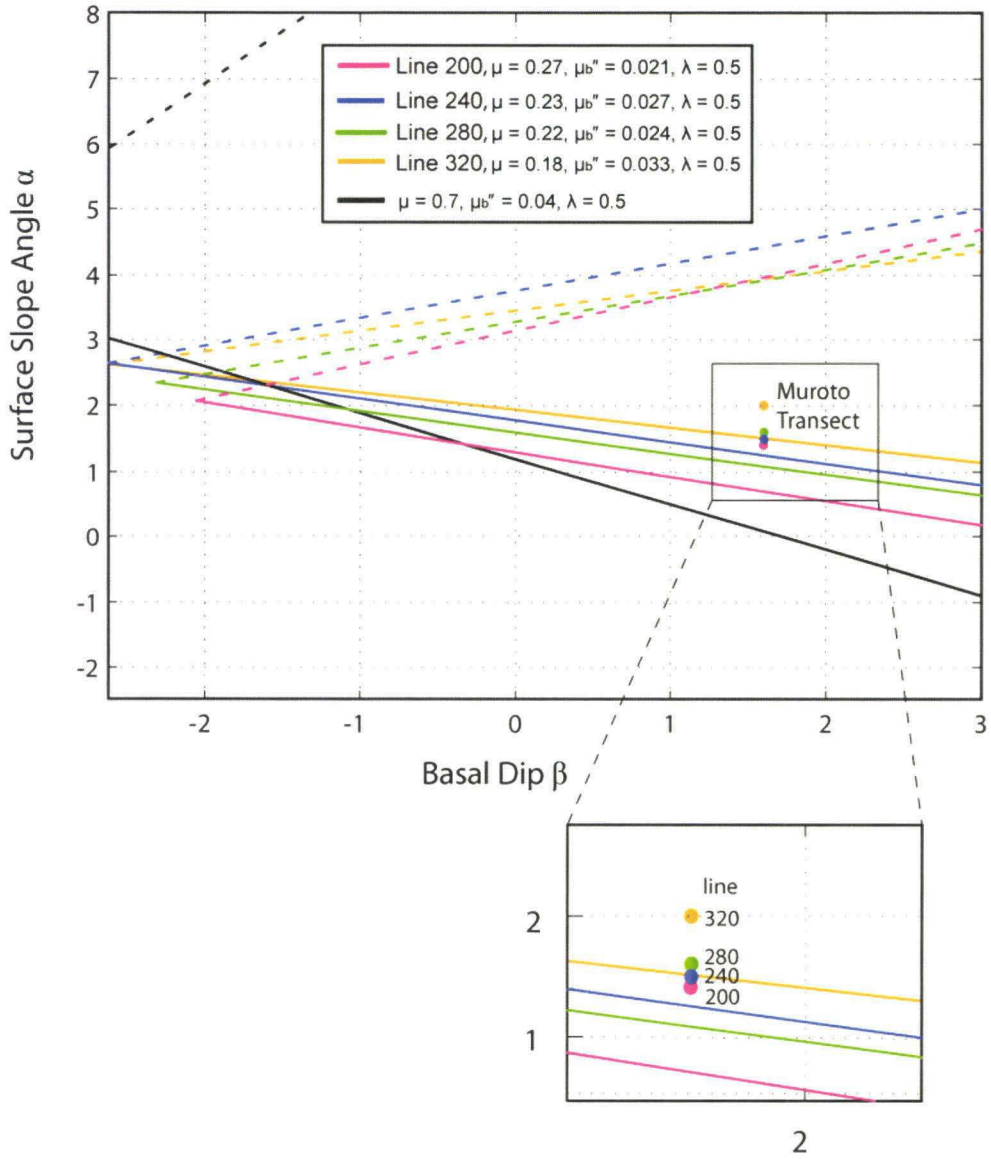 8
7
6
5
4
3
2
1
0
-1
-2
Surface Slope Angle α
Line 200, μ = 0.27, μb" = 0.021, λ = 0.5
Line 240, μ = 0.23, μb" = 0.027, λ = 0.5
Line 280, μ = 0.22, μb" = 0.024, λ = 0.5
Line 320, μ = 0.18, μb" = 0.033, λ = 0.5
μ = 0.7, μb" = 0.04, λ = 0.5
Muroto
Transect
-2 -1 0 1 2 3
Basal Dip β
line
320
280
240
200
2
1
2